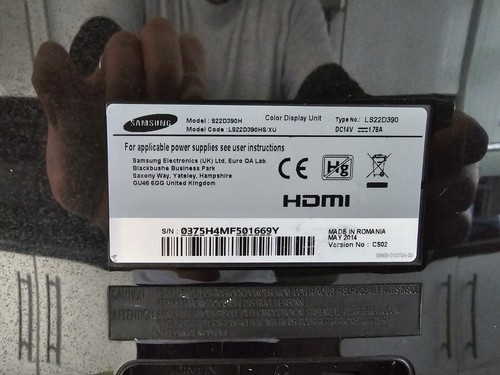 SAMSUNG
Model : S22D390H Color Display Unit Type No.: LS22D390
Model Code : LS22D390HS/XU DC14V 1.78A
For applicable power supplies see user instructions
Samsung Electronics (UK) Ltd, Euro QA Lab.
Blackbushe Business Park
Saxony Way, Yateley, Hampshire
GU46 6GG United Kingdom
CE Hg
HDMI
S/N : 0375H4MF501669Y
MADE IN ROMANIA
MAY 2014
Version No : CS02
CAUTION
ATTENTION